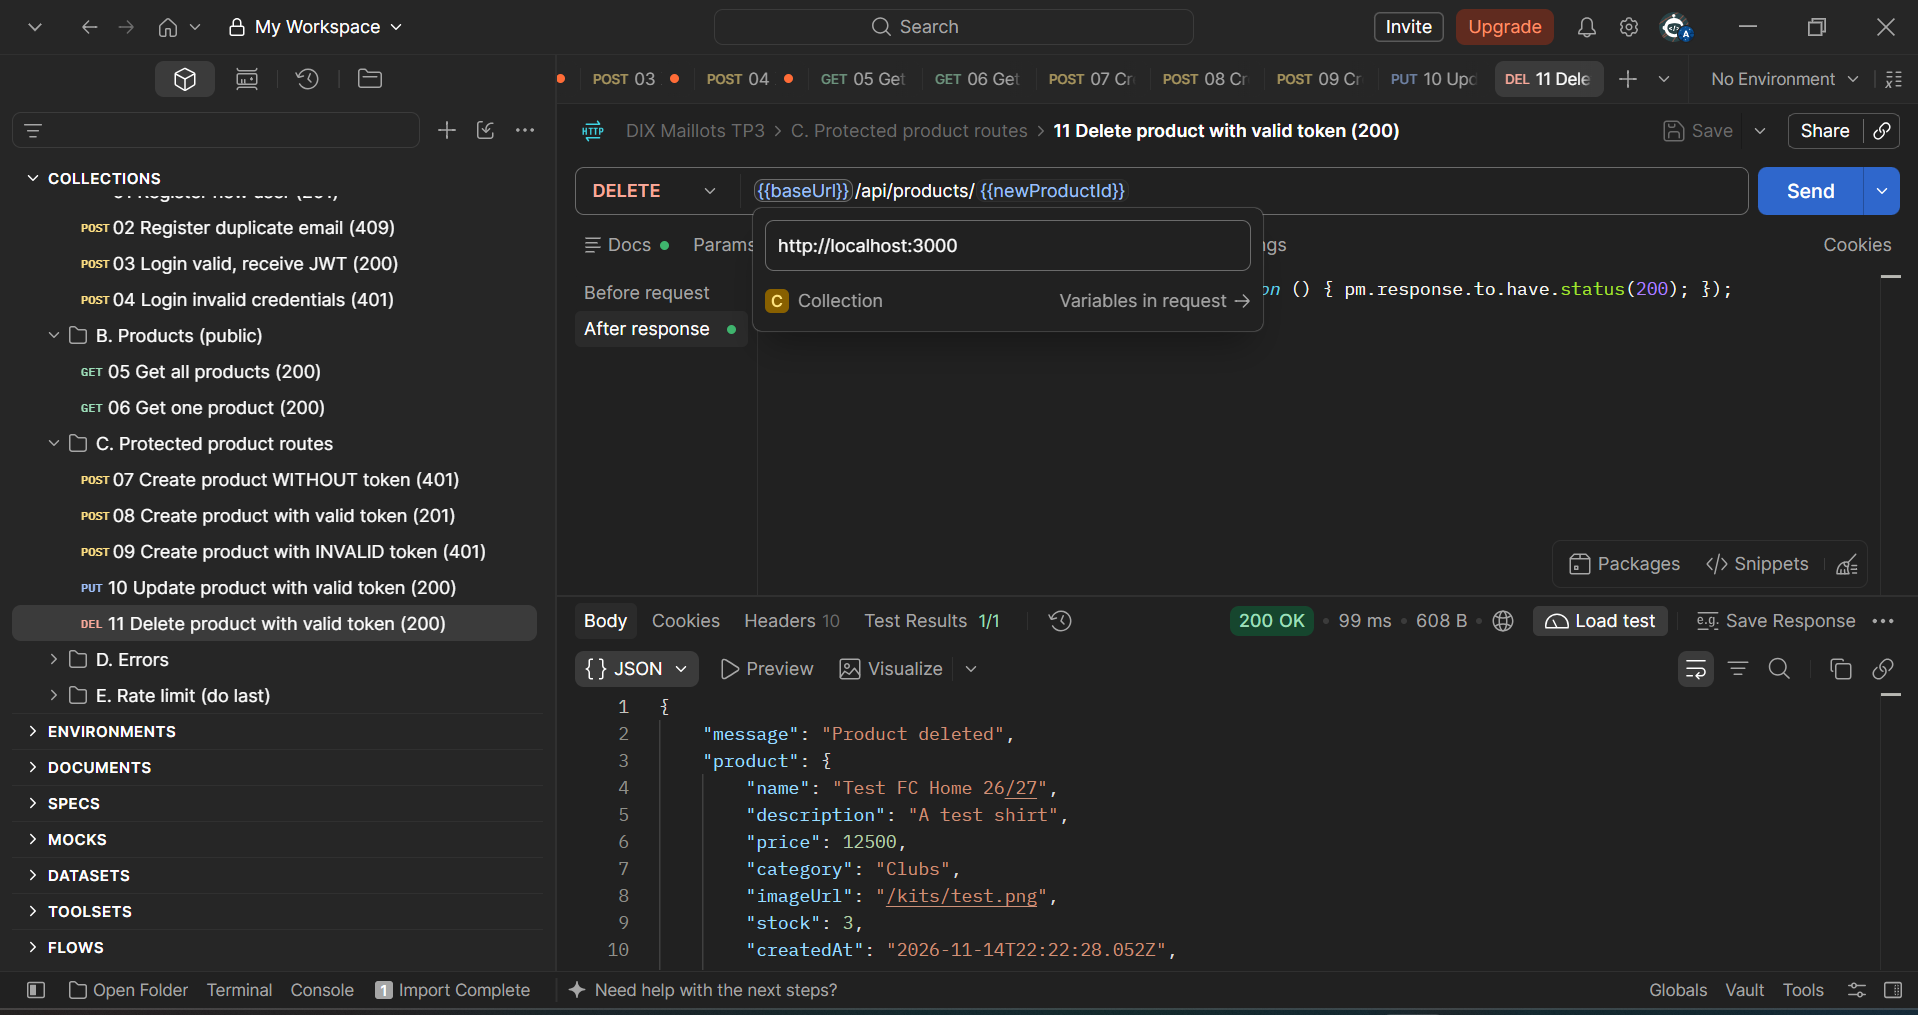 My Workspace
Search
Invite
Upgrade
POST 03
POST 04
GET 05 Get
GET 06 Get
POST 07 Cr
POST 08 Cr
POST 09 Cr
PUT 10 Upd
DEL 11 Dele
No Environment
HTTP DIX Maillots TP3 > C. Protected product routes > 11 Delete product with valid token (200)
Save
Share
COLLECTIONS
POST 02 Register duplicate email (409)
POST 03 Login valid, receive JWT (200)
POST 04 Login invalid credentials (401)
B. Products (public)
GET 05 Get all products (200)
GET 06 Get one product (200)
C. Protected product routes
POST 07 Create product WITHOUT token (401)
POST 08 Create product with valid token (201)
POST 09 Create product with INVALID token (401)
PUT 10 Update product with valid token (200)
DEL 11 Delete product with valid token (200)
D. Errors
E. Rate limit (do last)
ENVIRONMENTS
DOCUMENTS
SPECS
MOCKS
DATASETS
TOOLSETS
FLOWS
DELETE
{{baseUrl}}/api/products/{{newProductId}}
Send
Docs
Params
ngs
Cookies
http://localhost:3000
C Collection
Variables in request →
Before request
After response
on () { pm.response.to.have.status(200); });
Packages
</> Snippets
Body
Cookies
Headers 10
Test Results 1/1
200 OK
99 ms
608 B
Load test
e.g. Save Response
{} JSON
Preview
Visualize
1 {
2 "message": "Product deleted",
3 "product": {
4 "name": "Test FC Home 26/27",
5 "description": "A test shirt",
6 "price": 12500,
7 "category": "Clubs",
8 "imageUrl": "/kits/test.png",
9 "stock": 3,
10 "createdAt": "2026-11-14T22:22:28.052Z",
Open Folder
Terminal
Console
1 Import Complete
Need help with the next steps?
Globals
Vault
Tools